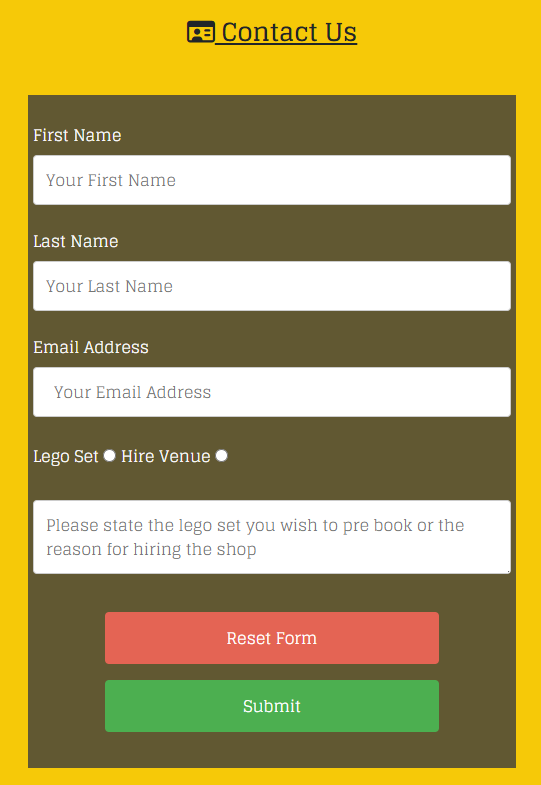 Contact Us
First Name
Your First Name
Last Name
Your Last Name
Email Address
Your Email Address
Lego Set Hire Venue
Please state the lego set you wish to pre book or the
reason for hiring the shop
Reset Form
Submit